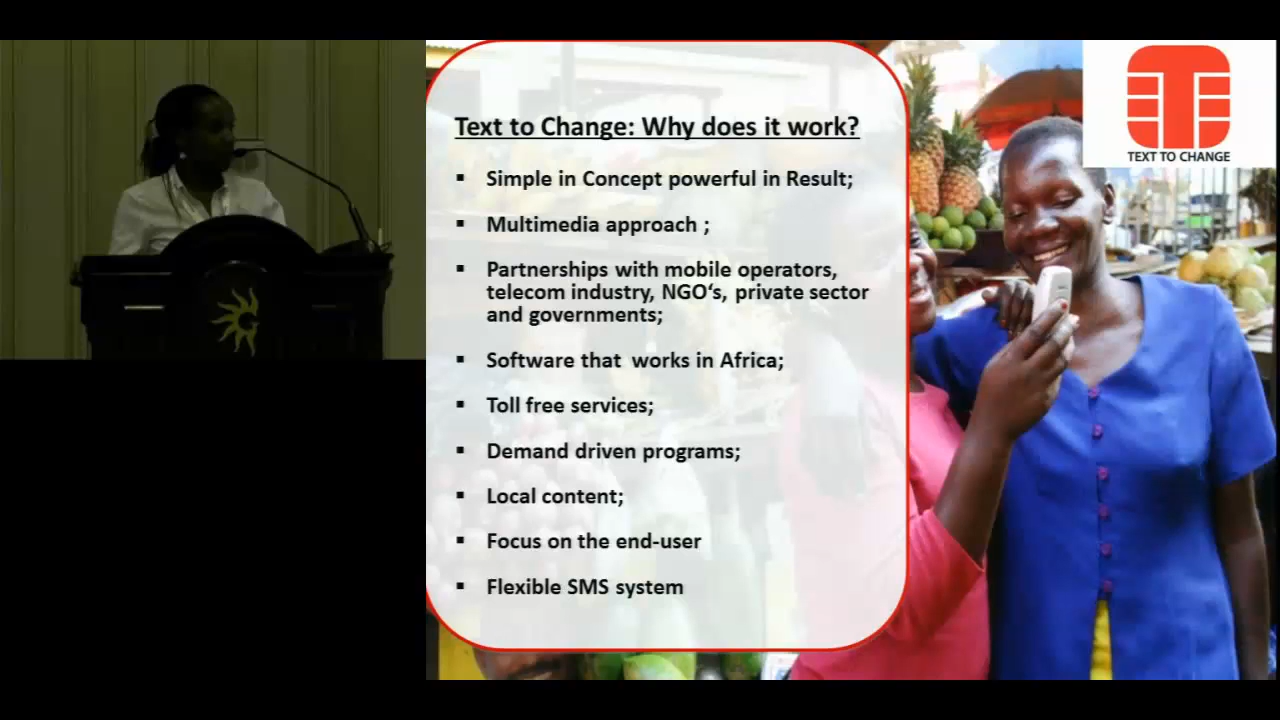 Text to Change: Why does it work?
▪ Simple in Concept powerful in Result;
▪ Multimedia approach ;
▪ Partnerships with mobile operators,
telecom industry, NGO‘s, private sector
and governments;
▪ Software that works in Africa;
▪ Toll free services;
▪ Demand driven programs;
▪ Local content;
▪ Focus on the end-user
▪ Flexible SMS system
TEXT TO CHANGE